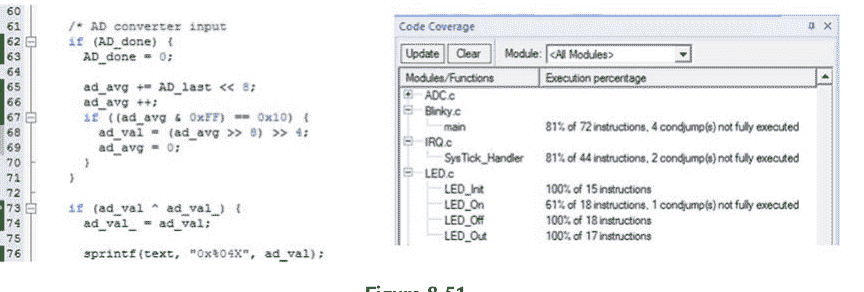 60
61 /* AD converter input
62 if (AD_done) {
63 AD_done = 0;
64
65 ad_avg += AD_last << 8;
66 ad_avg ++;
67 if ((ad_avg & 0xFF) == 0x10) {
68 ad_val = (ad_avg >> 8) >> 4;
69 ad_avg = 0;
70 }
71 }
72
73 if (ad_val ^ ad_val_) {
74 ad_val_ = ad_val;
75
76 sprintf(text, "0x%04X", ad_val);
Code Coverage
Update Clear Module: <All Modules>
Modules/Functions Execution percentage
ADC.c
Blinky.c
main 81% of 72 instructions, 4 condjump(s) not fully executed
IRQ.c
SysTick_Handler 81% of 44 instructions, 2 condjump(s) not fully executed
LED.c
LED_Init 100% of 15 instructions
LED_On 61% of 18 instructions, 1 condjump(s) not fully executed
LED_Off 100% of 18 instructions
LED_Out 100% of 17 instructions
Figure 8.51